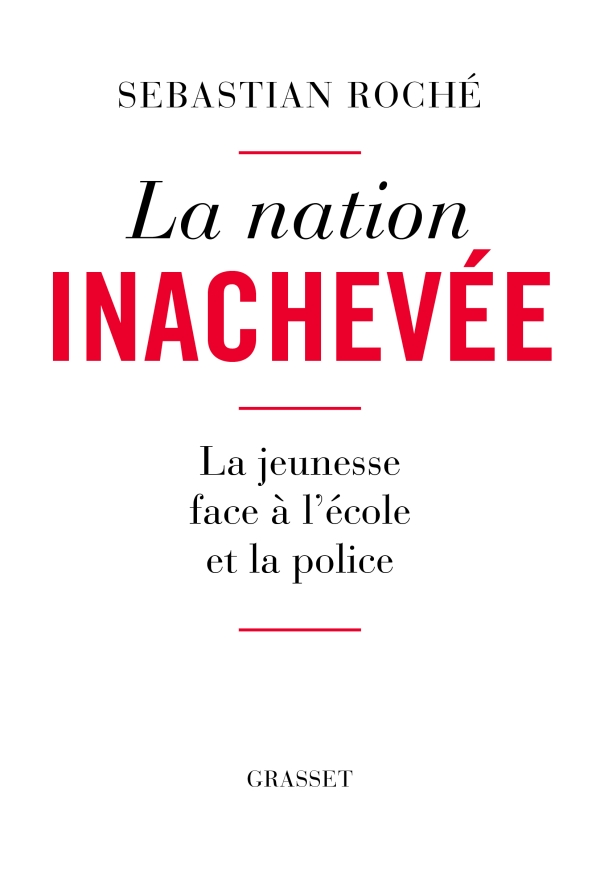 SEBASTIAN ROCHÉ
La nation
INACHEVÉE
La jeunesse
face à l’école
et la police
GRASSET